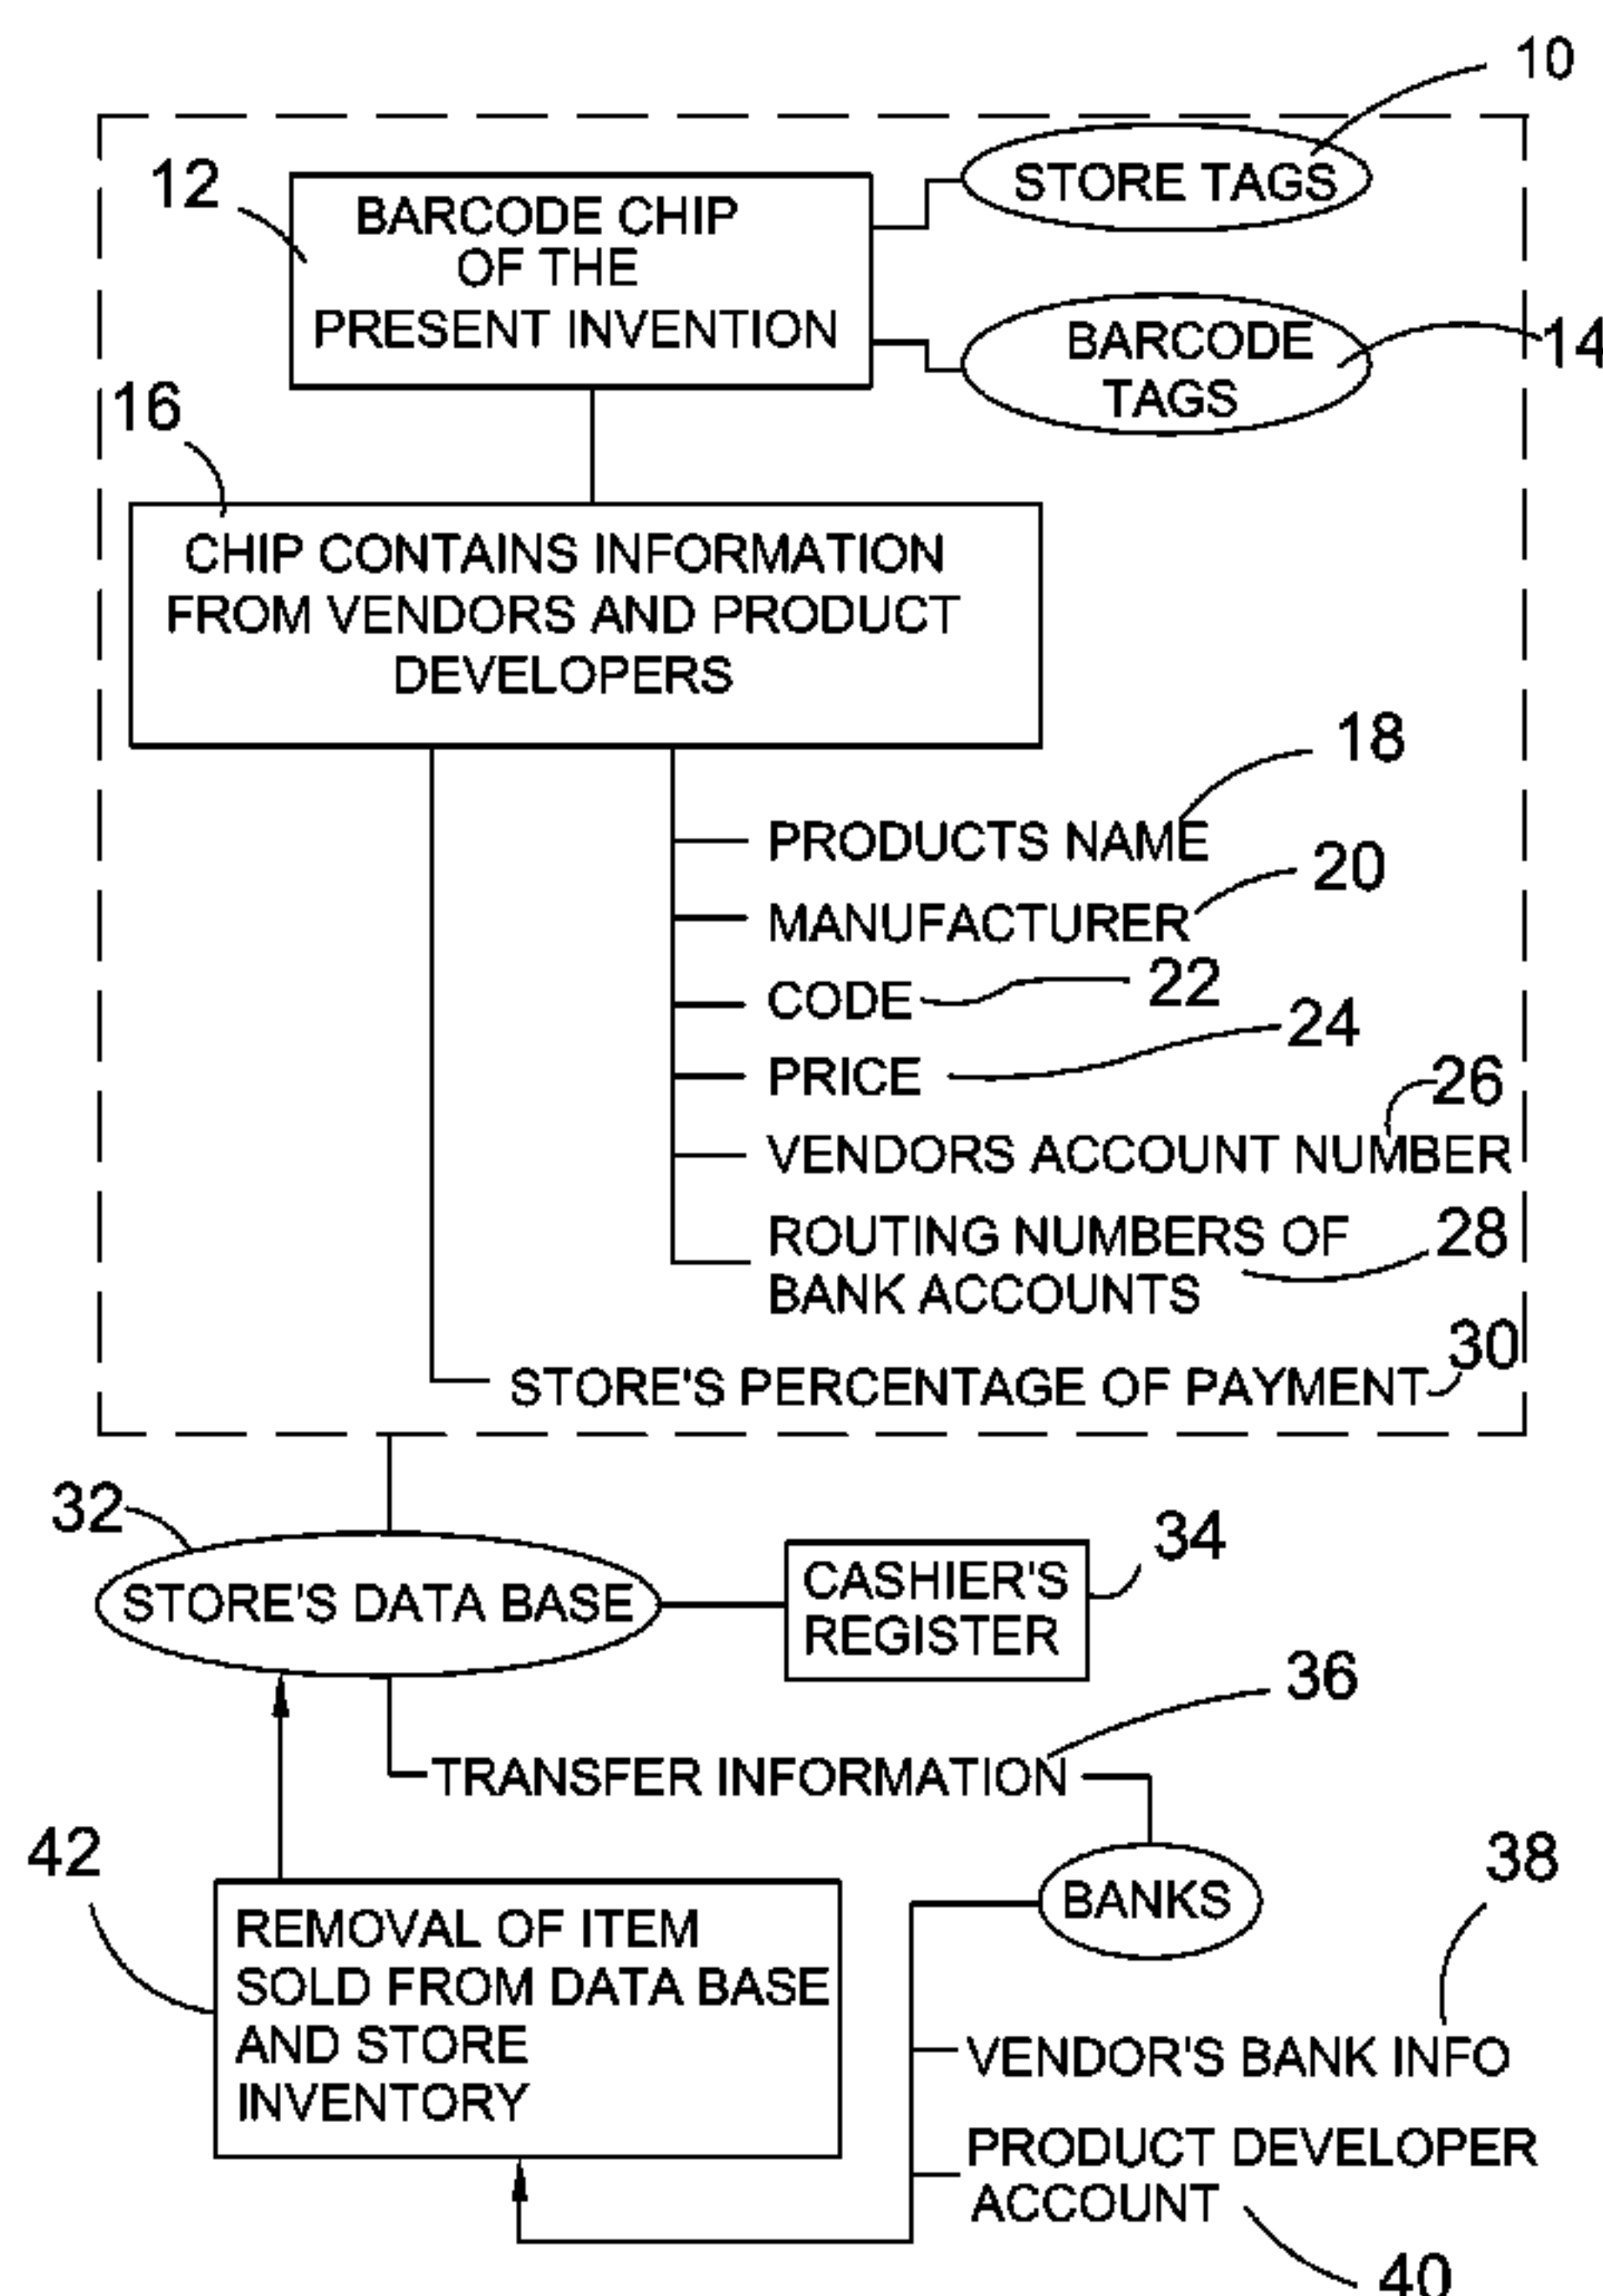 10
STORE TAGS
12
BARCODE CHIP
OF THE
PRESENT INVENTION
BARCODE
TAGS
14
16
CHIP CONTAINS INFORMATION
FROM VENDORS AND PRODUCT
DEVELOPERS
18
PRODUCTS NAME
20
MANUFACTURER
22
CODE
24
PRICE
26
VENDORS ACCOUNT NUMBER
ROUTING NUMBERS OF
BANK ACCOUNTS
28
30
STORE'S PERCENTAGE OF PAYMENT
32
STORE'S DATA BASE
34
CASHIER'S
REGISTER
36
TRANSFER INFORMATION
42
38
BANKS
REMOVAL OF ITEM
SOLD FROM DATA BASE
AND STORE
INVENTORY
VENDOR'S BANK INFO
PRODUCT DEVELOPER
ACCOUNT
40